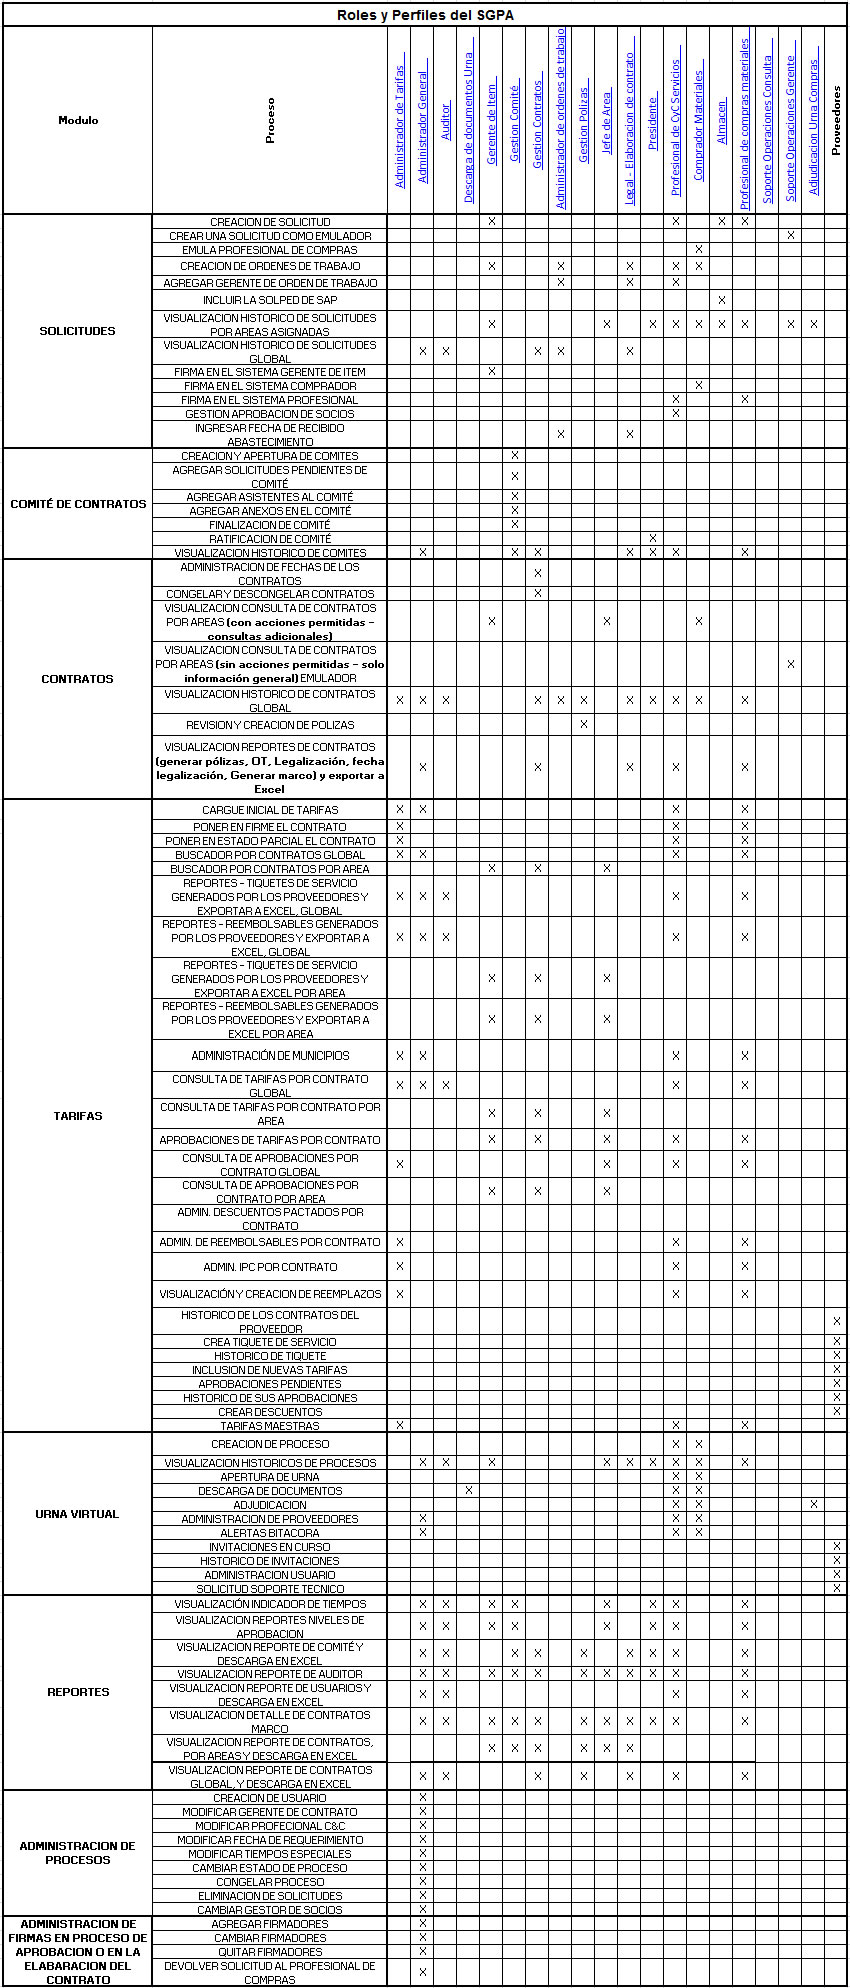 Roles y Perfiles del SGPA
Modulo
Proceso
Administrador de Tarifas
Administrador General
Auditor
Descarga de documentos Urna
Gerente de Item
Gestion Comité
Gestion Contratos
Administrador de ordenes de trabajo
Gestion Polizas
Jefe de Area
Legal - Elaboracion de contrato
Presidente
Profesional de CyC Servicios
Comprador Materiales
Almacen
Profesional de compras materiales
Soporte Operaciones Consulta
Soporte Operaciones Gerente
Adjudicacion Urna Compras
Proveedores
SOLICITUDES
CREACION DE SOLICITUD X X X X
CREAR UNA SOLICITUD COMO EMULADOR X
EMULA PROFESIONAL DE COMPRAS X
CREACION DE ORDENES DE TRABAJO X X X X X
AGREGAR GERENTE DE ORDEN DE TRABAJO X X X
INCLUIR LA SOLPED DE SAP X
VISUALIZACION HISTORICO DE SOLICITUDES
POR AREAS ASIGNADAS X X X X X X X X X
VISUALIZACION HISTORICO DE SOLICITUDES
GLOBAL X X X X X
FIRMA EN EL SISTEMA GERENTE DE ITEM X
FIRMA EN EL SISTEMA COMPRADOR X
FIRMA EN EL SISTEMA PROFESIONAL X X
GESTION APROBACION DE SOCIOS X
INGRESAR FECHA DE RECIBIDO
ABASTECIMIENTO X X
COMITÉ DE CONTRATOS
CREACION Y APERTURA DE COMITES X
AGREGAR SOLICITUDES PENDIENTES DE
COMITÉ X
AGREGAR ASISTENTES AL COMITÉ X
AGREGAR ANEXOS EN EL COMITÉ X
FINALIZACION DE COMITÉ X
RATIFICACION DE COMITÉ X
VISUALIZACION HISTORICO DE COMITES X X X X X X X
CONTRATOS
ADMINISTRACION DE FECHAS DE LOS
CONTRATOS X
CONGELAR Y DESCONGELAR CONTRATOS X
VISUALIZACION CONSULTA DE CONTRATOS
POR AREAS (con acciones permitidas –
consultas adicionales) X X X
VISUALIZACION CONSULTA DE CONTRATOS
POR AREAS (sin acciones permitidas – solo
información general) EMULADOR X
VISUALIZACION HISTORICO DE CONTRATOS
GLOBAL X X X X X X X X X X X
REVISION Y CREACION DE POLIZAS X
VISUALIZACION REPORTES DE CONTRATOS
(generar pólizas, OT, Legalización, fecha
legalización, Generar marco) y exportar a
Excel X X X X X
TARIFAS
CARGUE INICIAL DE TARIFAS X X X X
PONER EN FIRME EL CONTRATO X X X
PONER EN ESTADO PARCIAL EL CONTRATO X X X
BUSCADOR POR CONTRATOS GLOBAL X X X X
BUSCADOR POR CONTRATOS POR AREA X X X
REPORTES – TIQUETES DE SERVICIO
GENERADOS POR LOS PROVEEDORES Y
EXPORTAR A EXCEL, GLOBAL X X X X X
REPORTES – REEMBOLSABLES GENERADOS
POR LOS PROVEEDORES Y EXPORTAR A
EXCEL, GLOBAL X X X X X
REPORTES – TIQUETES DE SERVICIO
GENERADOS POR LOS PROVEEDORES Y
EXPORTAR A EXCEL POR AREA X X X
REPORTES – REEMBOLSABLES GENERADOS
POR LOS PROVEEDORES Y EXPORTAR A
EXCEL POR AREA X X X
ADMINISTRACIÓN DE MUNICIPIOS X X X X
CONSULTA DE TARIFAS POR CONTRATO
GLOBAL X X X X X
CONSULTA DE TARIFAS POR CONTRATO POR
AREA X X X
APROBACIONES DE TARIFAS POR CONTRATO X X X X X
CONSULTA DE APROBACIONES POR
CONTRATO GLOBAL X X X X
CONSULTA DE APROBACIONES POR
CONTRATO POR AREA X X X
ADMIN. DESCUENTOS PACTADOS POR
CONTRATO
ADMIN. DE REEMBOLSABLES POR CONTRATO X X X
ADMIN. IPC POR CONTRATO X X X
VISUALIZACIÓN Y CREACION DE REEMPLAZOS X X X
HISTORICO DE LOS CONTRATOS DEL
PROVEEDOR X
CREA TIQUETE DE SERVICIO X
HISTORICO DE TIQUETE X
INCLUSION DE NUEVAS TARIFAS X
APROBACIONES PENDIENTES X
HISTORICO DE SUS APROBACIONES X
CREAR DESCUENTOS X
TARIFAS MAESTRAS X X X
URNA VIRTUAL
CREACION DE PROCESO X X
VISUALIZACION HISTORICOS DE PROCESOS X X X X X X X X X
APERTURA DE URNA X X
DESCARGA DE DOCUMENTOS X X X
ADJUDICACION X X X
ADMINISTRACION DE PROVEEDORES X X X
ALERTAS BITACORA X X X
INVITACIONES EN CURSO X
HISTORICO DE INVITACIONES X
ADMINISTRACION USUARIO X
SOLICITUD SOPORTE TECNICO X
REPORTES
VISUALIZACIÓN INDICADOR DE TIEMPOS X X X X X X X X
VISUALIZACION REPORTES NIVELES DE
APROBACION X X X X X X X X
VISUALIZACION REPORTE DE COMITÉ Y
DESCARGA EN EXCEL X X X X X X X X X
VISUALIZACION REPORTE DE AUDITOR X X X X X X X X X X X
VISUALIZACION REPORTE DE USUARIOS Y
DESCARGA EN EXCEL X X X X
VISUALIZACION DETALLE DE CONTRATOS
MARCO X X X X X X X X X X X
VISUALIZACION REPORTE DE CONTRATOS,
POR AREAS Y DESCARGA EN EXCEL X X X X X X
VISUALIZACION REPORTE DE CONTRATOS
GLOBAL, Y DESCARGA EN EXCEL X X X X X X X
ADMINISTRACION DE
PROCESOS
CREACION DE USUARIO X
MODIFICAR GERENTE DE CONTRATO X
MODIFICAR PROFECIONAL C&C X
MODIFICAR FECHA DE REQUERIMIENTO X
MODIFICAR TIEMPOS ESPECIALES X
CAMBIAR ESTADO DE PROCESO X
CONGELAR PROCESO X
ELIMINACION DE SOLICITUDES X
CAMBIAR GESTOR DE SOCIOS X
ADMINISTRACION DE
FIRMAS EN PROCESO DE
APROBACION O EN LA
ELABARACION DEL
CONTRATO
AGREGAR FIRMADORES X
CAMBIAR FIRMADORES X
QUITAR FIRMADORES X
DEVOLVER SOLICITUD AL PROFESIONAL DE
COMPRAS X